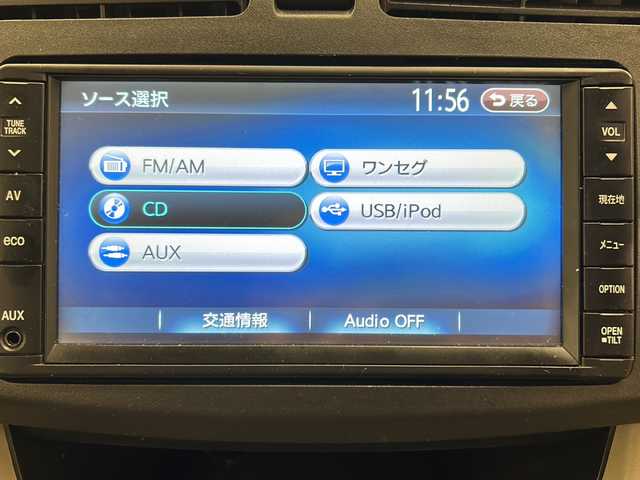 ソース選択
11:56
戻る
FM/AM
ワンセグ
CD
USB/iPod
AUX
交通情報
Audio OFF
TUNE
TRACK
AV
eco
AUX
VOL
現在地
メニュー
OPTION
OPEN
TILT